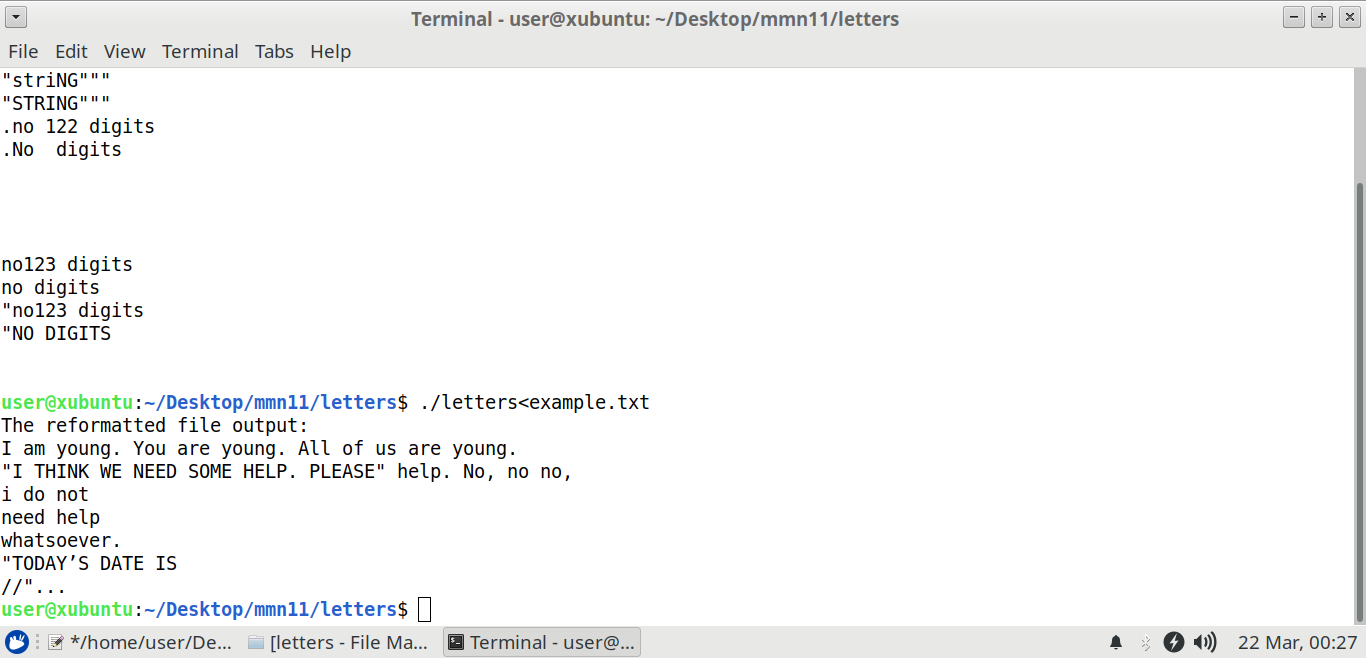 Terminal - user@xubuntu: ~/Desktop/mmn11/letters
File Edit View Terminal Tabs Help
"striNG"""
"STRING"""
.no 122 digits
.No  digits
no123 digits
no digits
"no123 digits
"NO DIGITS
user@xubuntu:~/Desktop/mmn11/letters$ ./letters<example.txt
The reformatted file output:
I am young. You are young. All of us are young.
"I THINK WE NEED SOME HELP. PLEASE" help. No, no no,
i do not
need help
whatsoever.
"TODAY’S DATE IS
//"...
user@xubuntu:~/Desktop/mmn11/letters$
*/home/user/De... [letters - File Ma... Terminal - user@... 22 Mar, 00:27